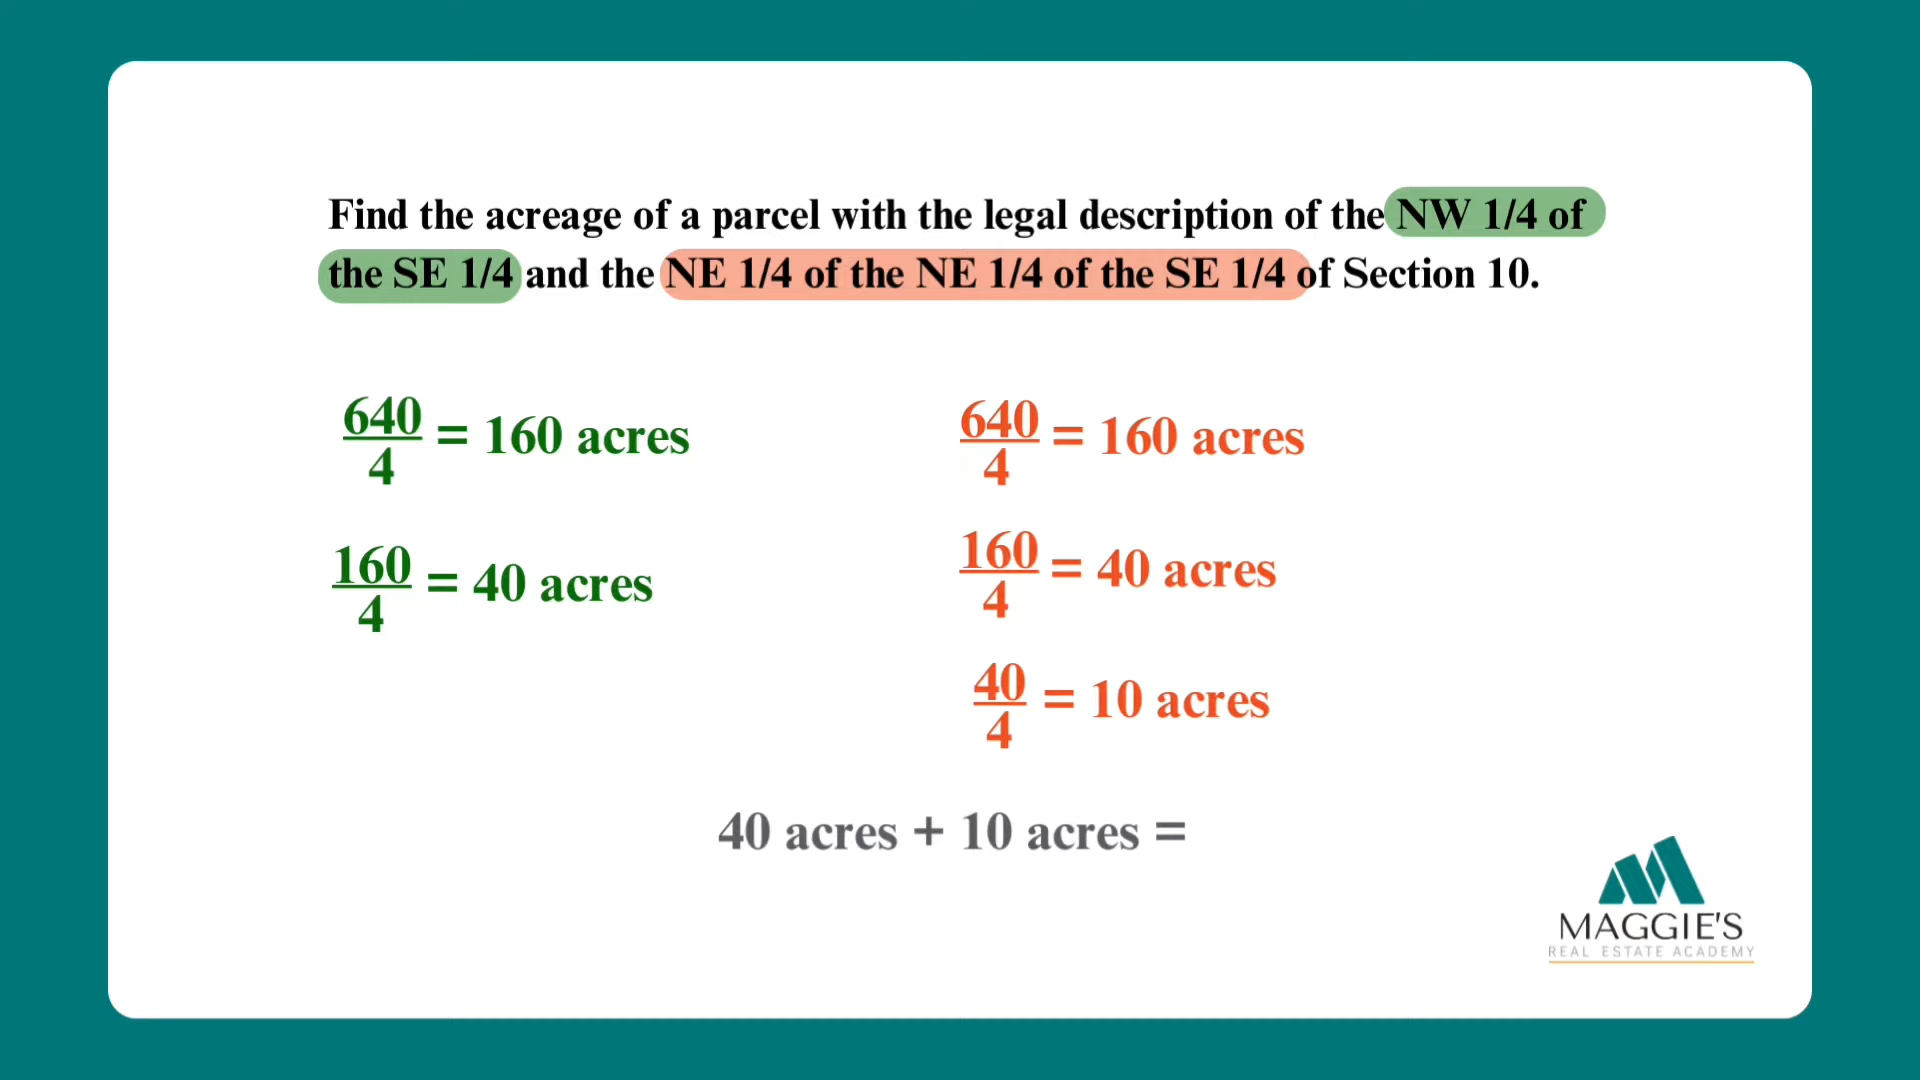 Find the acreage of a parcel with the legal description of the NW 1/4 of
the SE 1/4 and the NE 1/4 of the NE 1/4 of the SE 1/4 of Section 10.
640/4 = 160 acres
160/4 = 40 acres
640/4 = 160 acres
160/4 = 40 acres
40/4 = 10 acres
40 acres + 10 acres =
MAGGIE'S
REAL ESTATE ACADEMY